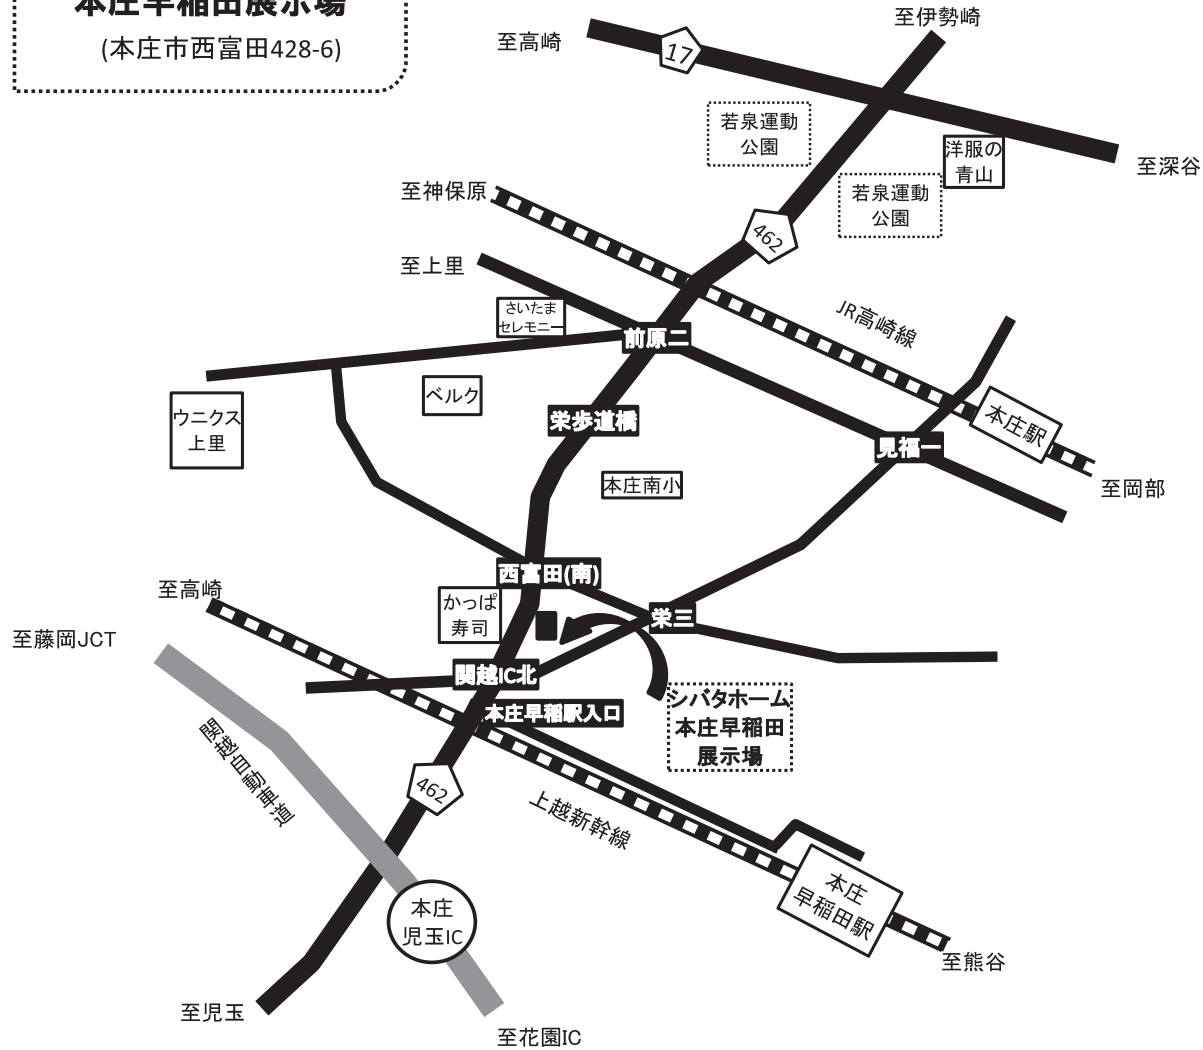 本庄早稲田展示場
(本庄市西富田428-6)
至伊勢崎
至高崎
17
若泉運動
公園
洋服の
青山
至深谷
至神保原
若泉運動
公園
462
至上里
さいたま
セレモニー
JR高崎線
前原二
ベルク
ウニクス
上里
栄歩道橋
本庄駅
見福一
本庄南小
至岡部
西富田(南)
至高崎
かっぱ
寿司
栄三
至藤岡JCT
関越IC北
シバタホーム
本庄早稲田
展示場
本庄早稲駅入口
関越自動車道
462
上越新幹線
本庄
早稲田駅
本庄
児玉IC
至熊谷
至児玉
至花園IC